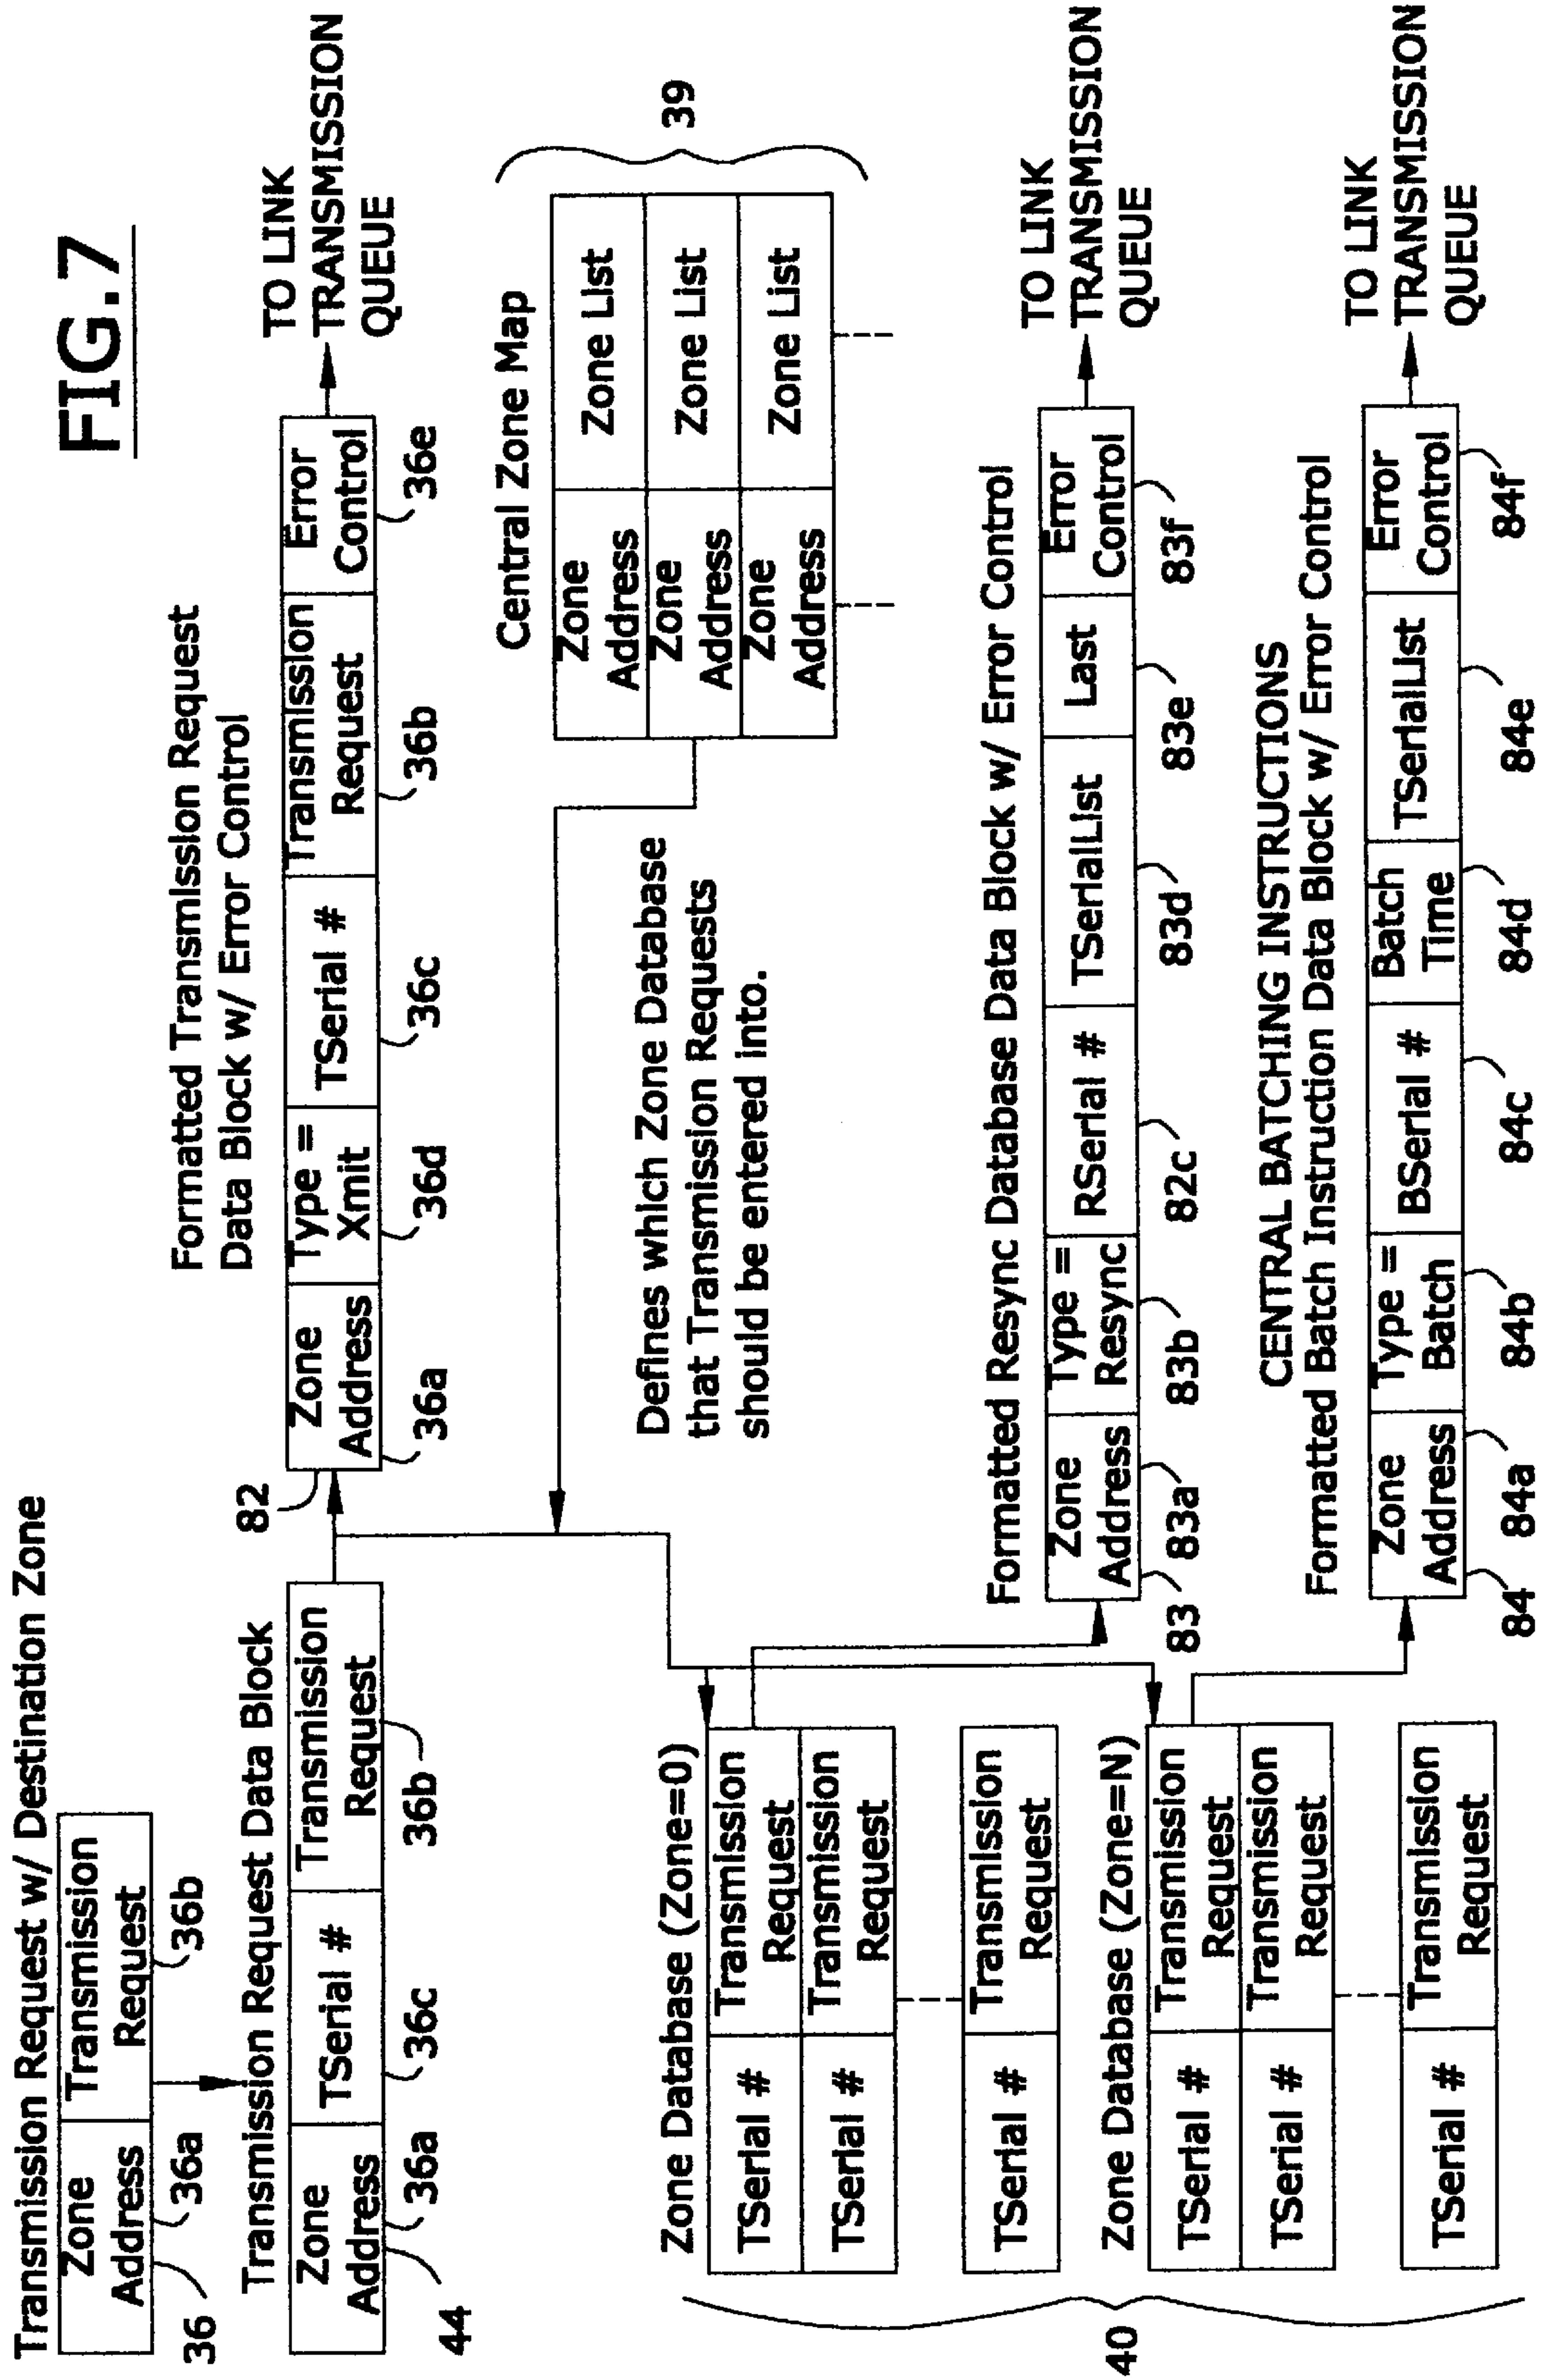 FIG.7
Transmission Request w/ Destination Zone
Zone
Address
Transmission
Request
36
36a
36b
Transmission Request Data Block
Zone
Address
TSerial #
Transmission
Request
44
36a
36c
36b
Formatted Transmission Request
Data Block w/ Error Control
82
Zone
Address
Type =
Xmit
TSerial #
Transmission
Request
Error
Control
36a
36d
36c
36b
36e
TO LINK
TRANSMISSION
QUEUE
Central Zone Map
Zone
Address
Zone List
Zone
Address
Zone List
Zone
Address
Zone List
39
Defines which Zone Database
that Transmission Requests
should be entered into.
Zone Database (Zone=0)
TSerial #
Transmission
Request
TSerial #
Transmission
Request
TSerial #
Transmission
Request
Zone Database (Zone=N)
TSerial #
Transmission
Request
TSerial #
Transmission
Request
TSerial #
Transmission
Request
40
Formatted Resync Database Data Block w/ Error Control
Zone
Address
Type =
Resync
RSerial #
TSerialList
Last
Error
Control
83
83a
83b
82c
83d
83e
83f
TO LINK
TRANSMISSION
QUEUE
CENTRAL BATCHING INSTRUCTIONS
Formatted Batch Instruction Data Block w/ Error Control
Zone
Address
Type =
Batch
BSerial #
Batch
Time
TSerialList
Error
Control
84
84a
84b
84c
84d
84e
84f
TO LINK
TRANSMISSION
QUEUE